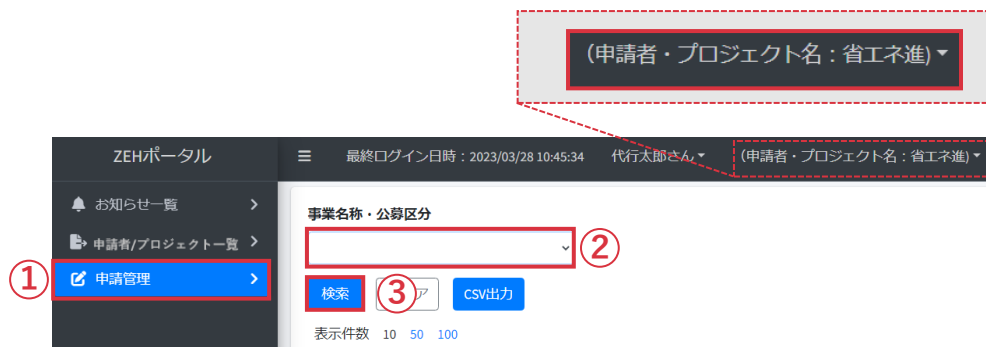 (申請者・プロジェクト名：省エネ進)
ZEHポータル
最終ログイン日時：2023/03/28 10:45:34 代行太郎さん (申請者・プロジェクト名：省エネ進)
お知らせ一覧
申請者/プロジェクト一覧
① 申請管理
事業名称・公募区分
②
検索 ③ ア CSV出力
表示件数 10 50 100